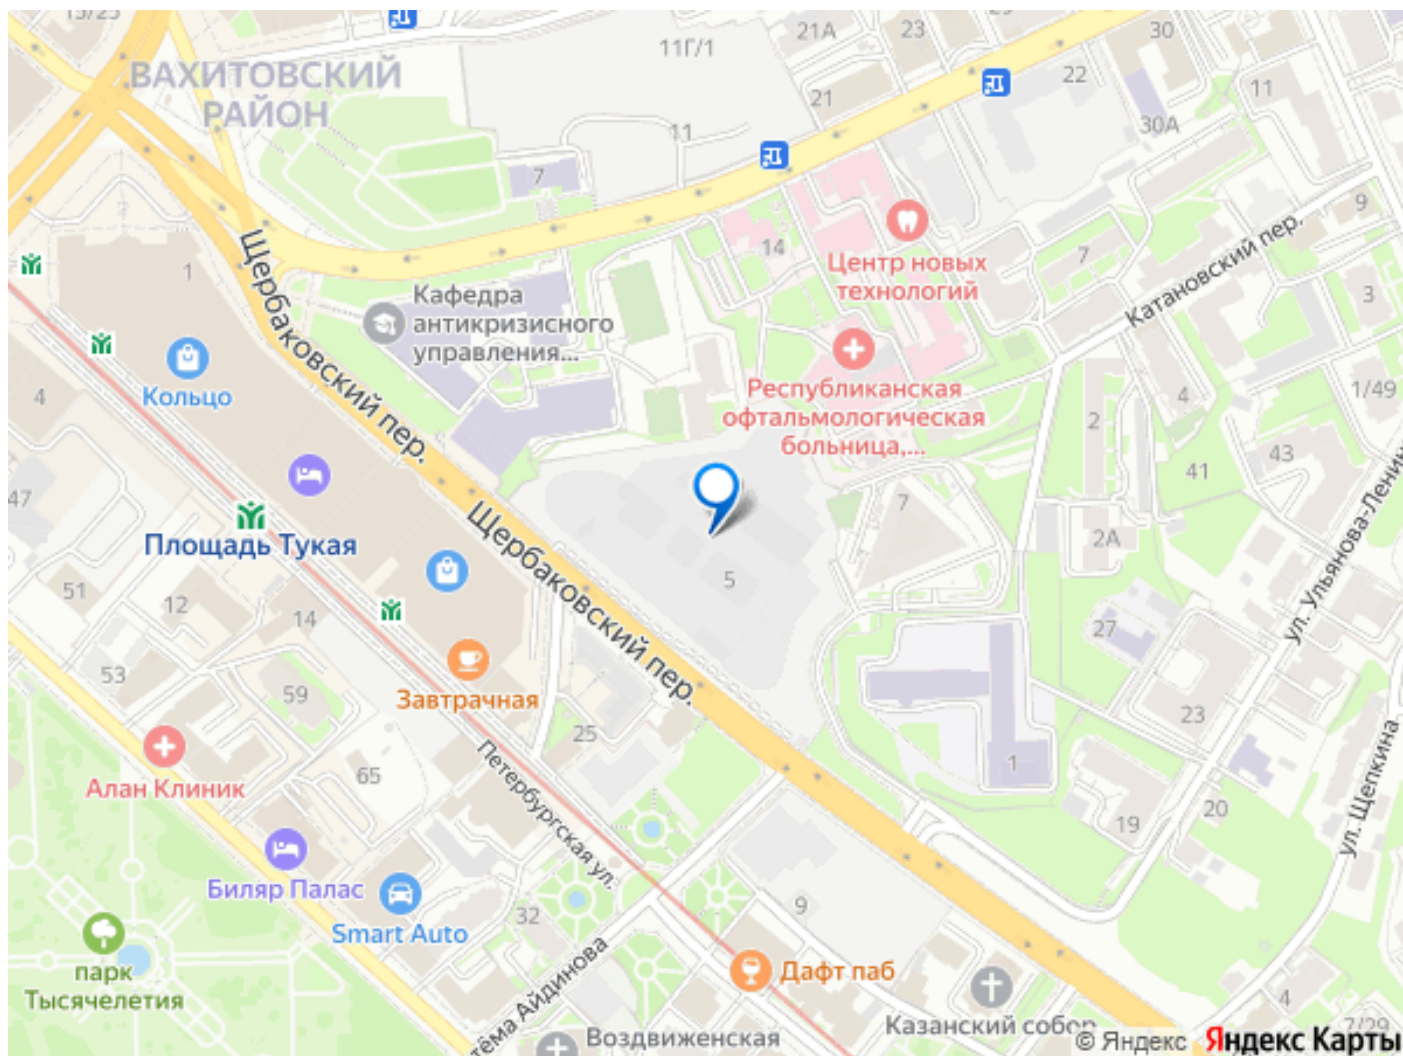 15/25
ВАХИТОВСКИЙ
РАЙОН
11Г/1
21А
23
29
30
22
11
21
30А
11
7
14
Центр новых
технологий
7
9
Катановский пер.
3
1
Щербаковский пер.
Кафедра
антикризисного
управления...
Кольцо
4
Республиканская
офтальмологическая
больница,...
2
4
1/49
41
43
47
Площадь Тукая
Щербаковский пер.
7
5
2А
ул. Ульянова-Ленин
51
12
14
27
53
59
Завтрачная
25
23
Алан Клиник
65
Петербургская ул.
1
19
20
ул. Щепкина
Биляр Палас
Smart Auto
32
9
парк
Тысячелетия
тёма Айдинова
Дафт паб
Воздвиженская
Казанский собор
4
7/29
© Яндекс Яндекс Карты